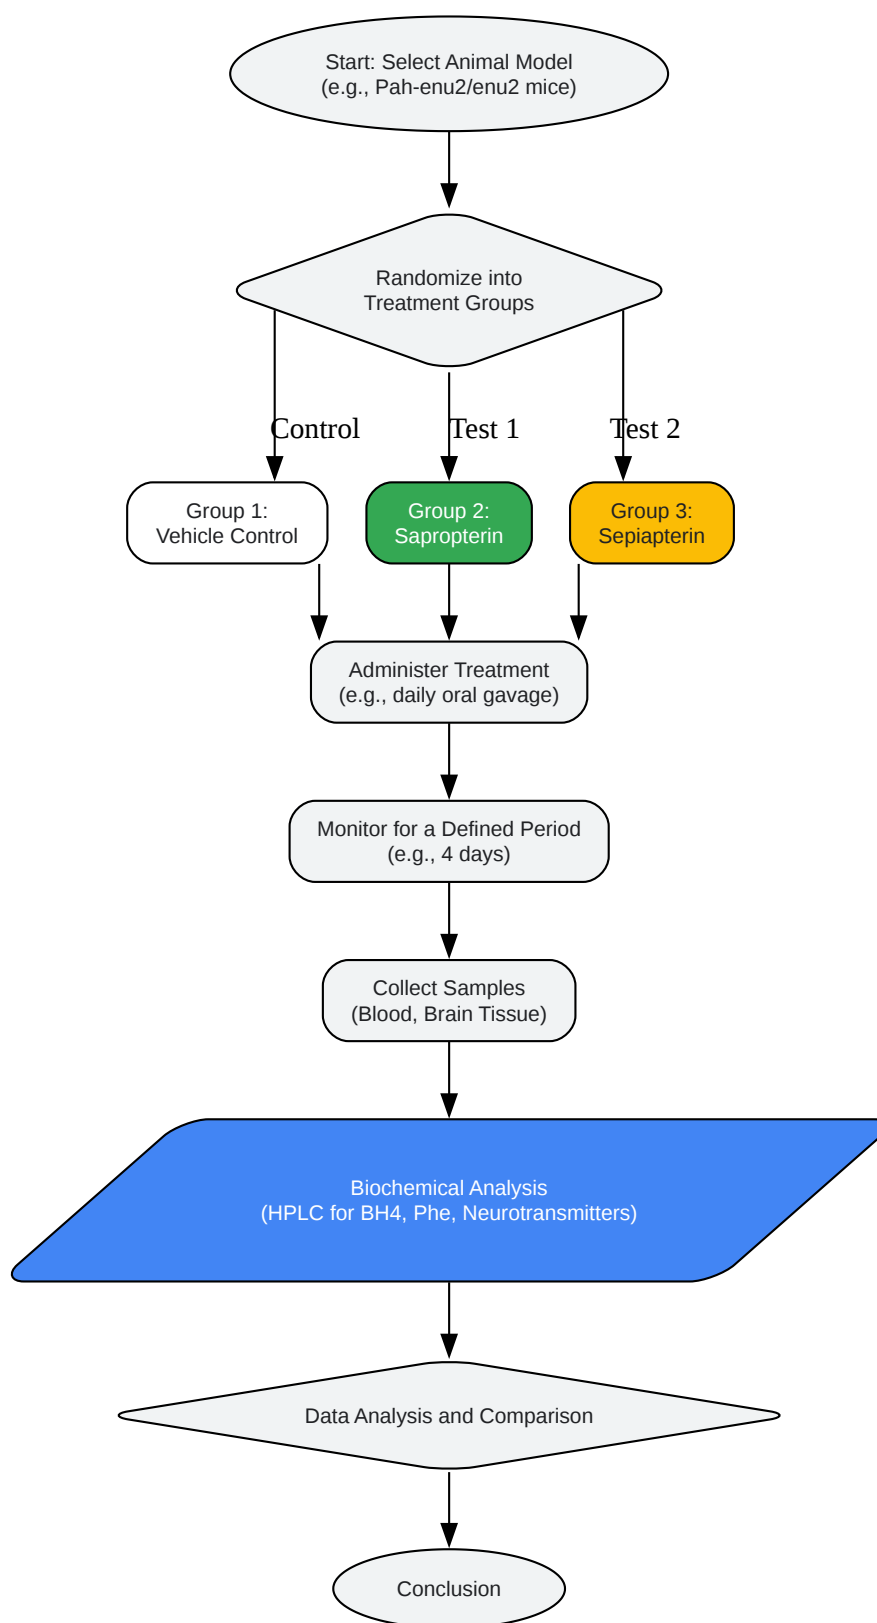 Start: Select Animal Model
(e.g., Pah-enu2/enu2 mice)
Randomize into
Treatment Groups
Control
Test 1
Test 2
Group 1:
Vehicle Control
Group 2:
Sapropterin
Group 3:
Sepiapterin
Administer Treatment
(e.g., daily oral gavage)
Monitor for a Defined Period
(e.g., 4 days)
Collect Samples
(Blood, Brain Tissue)
Biochemical Analysis
(HPLC for BH4, Phe, Neurotransmitters)
Data Analysis and Comparison
Conclusion